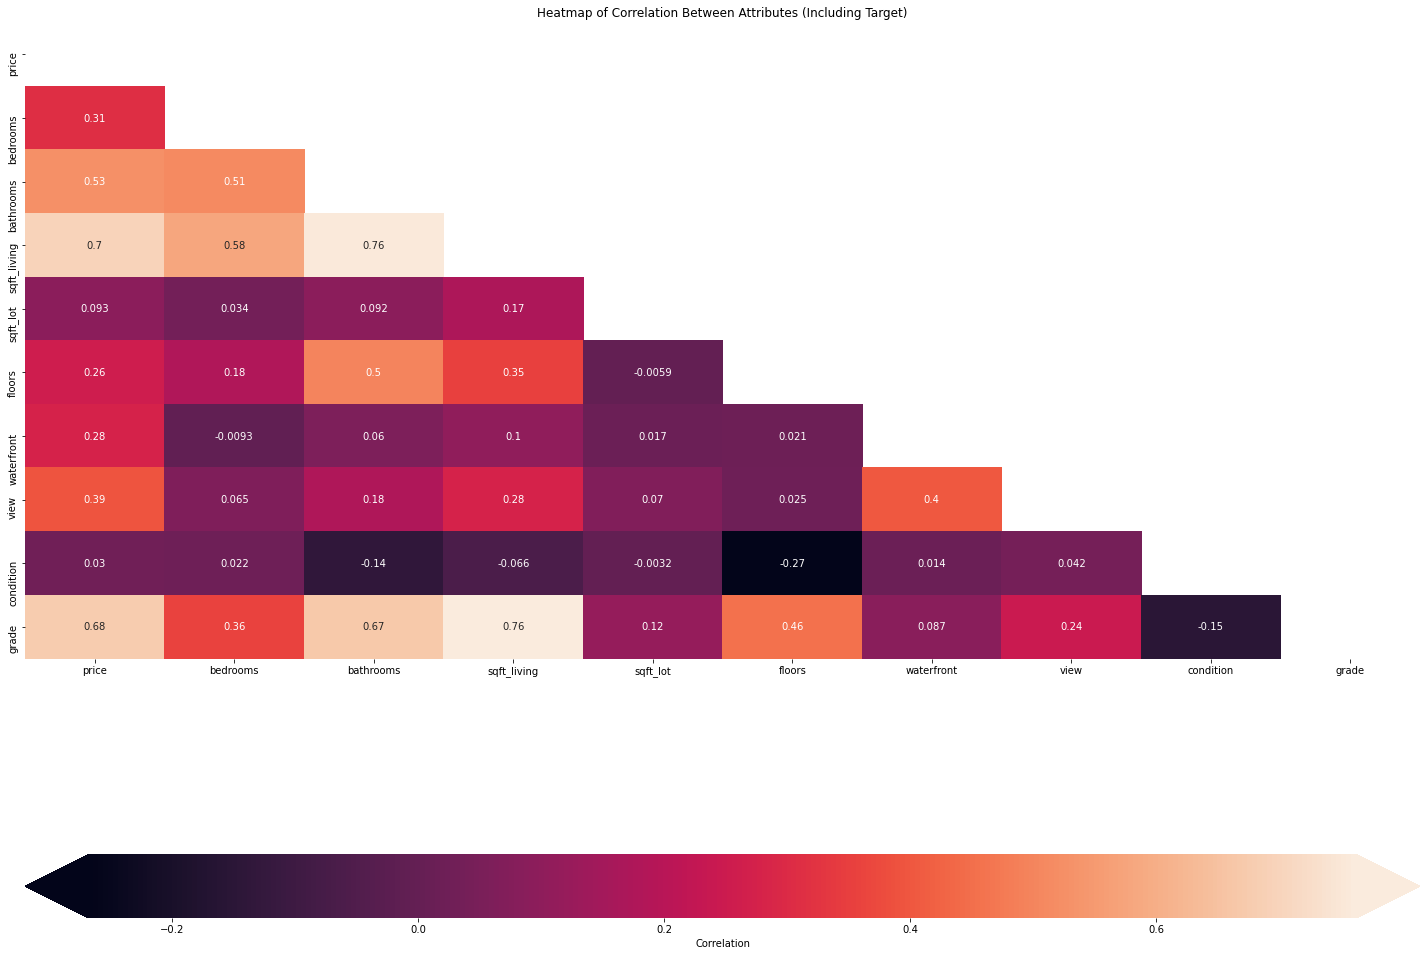 Heatmap of Correlation Between Attributes (Including Target)
price
bedrooms 0.31
bathrooms 0.53 0.51
sqft_living 0.7 0.58 0.76
sqft_lot 0.093 0.034 0.092 0.17
floors 0.26 0.18 0.5 0.35 -0.0059
waterfront 0.28 -0.0093 0.06 0.1 0.017 0.021
view 0.39 0.065 0.18 0.28 0.07 0.025 0.4
condition 0.03 0.022 -0.14 -0.066 -0.0032 -0.27 0.014 0.042
grade 0.68 0.36 0.67 0.76 0.12 0.46 0.087 0.24 -0.15
price bedrooms bathrooms sqft_living sqft_lot floors waterfront view condition grade
−0.2 0.0 0.2 0.4 0.6
Correlation